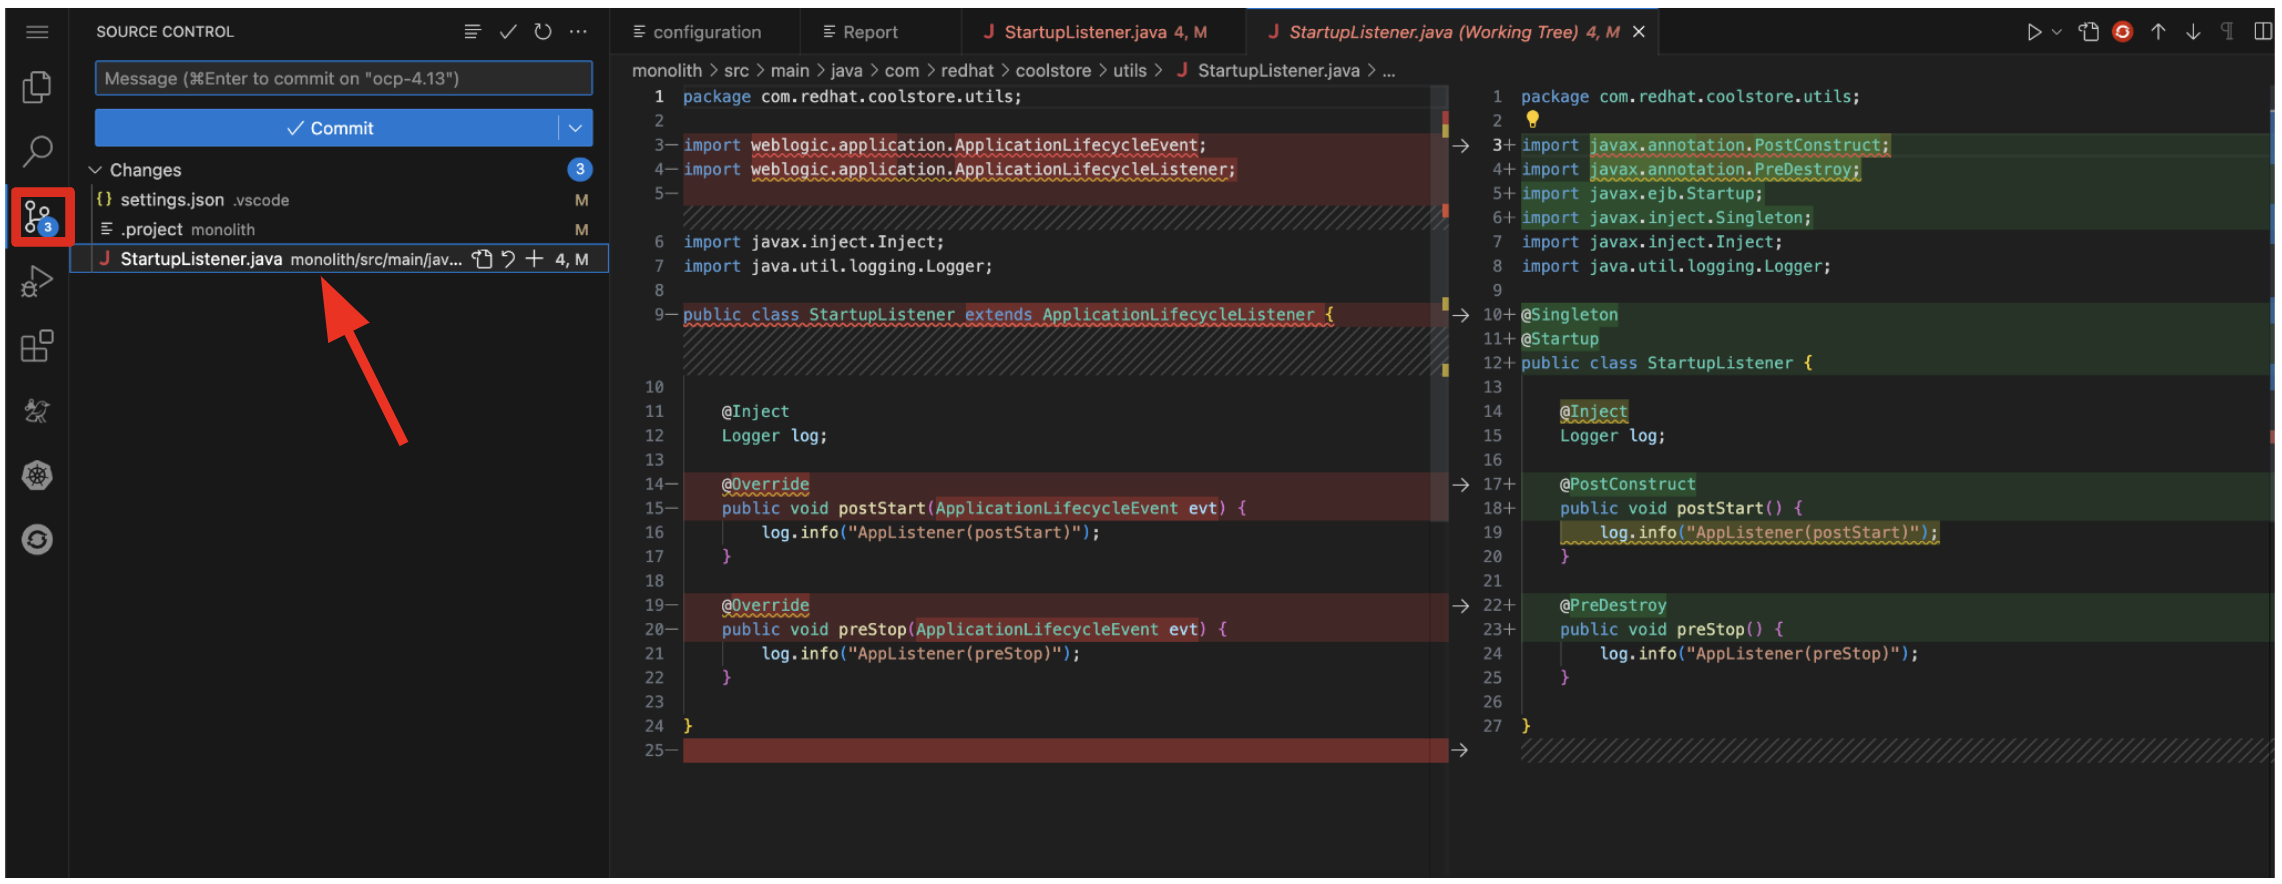 SOURCE CONTROL
Message (⌘Enter to commit on "ocp-4.13")
Commit
Changes 3
3
{} settings.json .vscode M
.project monolith M
J StartupListener.java monolith/src/main/jav... 4, M
configuration
Report
J StartupListener.java 4, M
J StartupListener.java (Working Tree) 4, M
monolith > src > main > java > com > redhat > coolstore > utils > J StartupListener.java > ...
1 package com.redhat.coolstore.utils;
2
3— import weblogic.application.ApplicationLifecycleEvent;
4— import weblogic.application.ApplicationLifecycleListener;
5—
6 import javax.inject.Inject;
7 import java.util.logging.Logger;
8
9— public class StartupListener extends ApplicationLifecycleListener {
10
11 @Inject
12 Logger log;
13
14— @Override
15— public void postStart(ApplicationLifecycleEvent evt) {
16 log.info("AppListener(postStart)");
17 }
18
19— @Override
20— public void preStop(ApplicationLifecycleEvent evt) {
21 log.info("AppListener(preStop)");
22 }
23
24 }
25—
1 package com.redhat.coolstore.utils;
2
3+ import javax.annotation.PostConstruct;
4+ import javax.annotation.PreDestroy;
5+ import javax.ejb.Startup;
6+ import javax.inject.Singleton;
7 import javax.inject.Inject;
8 import java.util.logging.Logger;
9
10+ @Singleton
11+ @Startup
12+ public class StartupListener {
13
14 @Inject
15 Logger log;
16
17+ @PostConstruct
18+ public void postStart() {
19 log.info("AppListener(postStart)");
20 }
21
22+ @PreDestroy
23+ public void preStop() {
24 log.info("AppListener(preStop)");
25 }
26
27 }